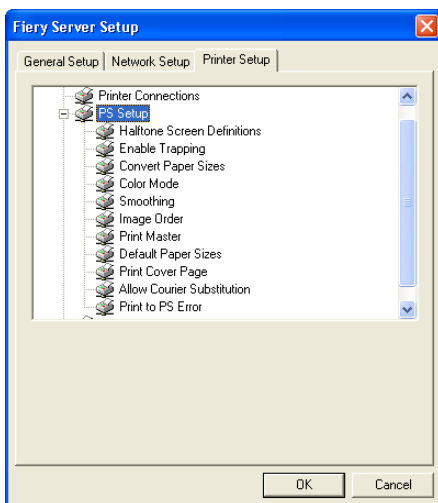 Fiery Server Setup
General Setup Network Setup Printer Setup
Printer Connections
PS Setup
Halftone Screen Definitions
Enable Trapping
Convert Paper Sizes
Color Mode
Smoothing
Image Order
Print Master
Default Paper Sizes
Print Cover Page
Allow Courier Substitution
Print to PS Error
OK Cancel